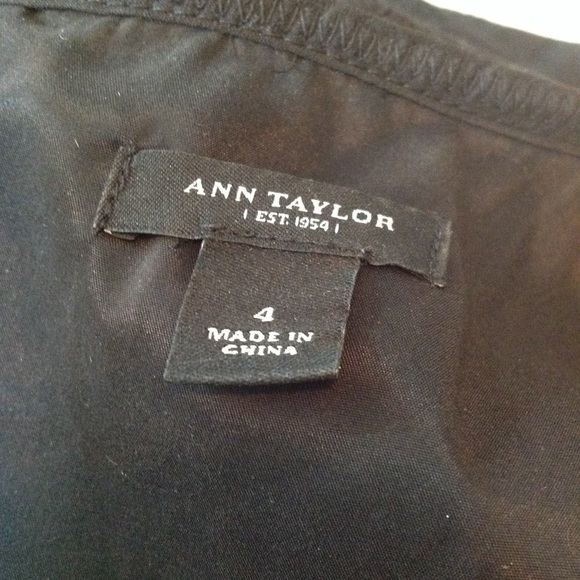 ANN TAYLOR
| EST. 1954 |
4
MADE IN
CHINA